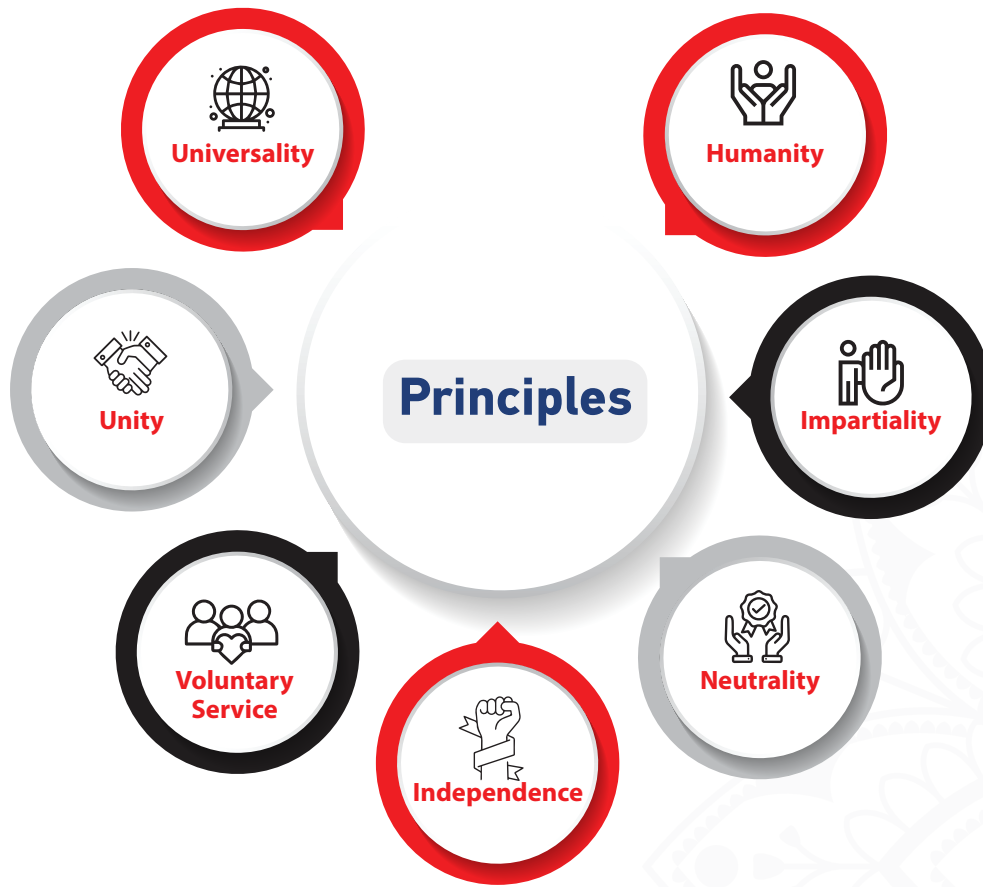 Universality
Humanity
Principles
Unity
Impartiality
Voluntary
Service
Neutrality
Independence